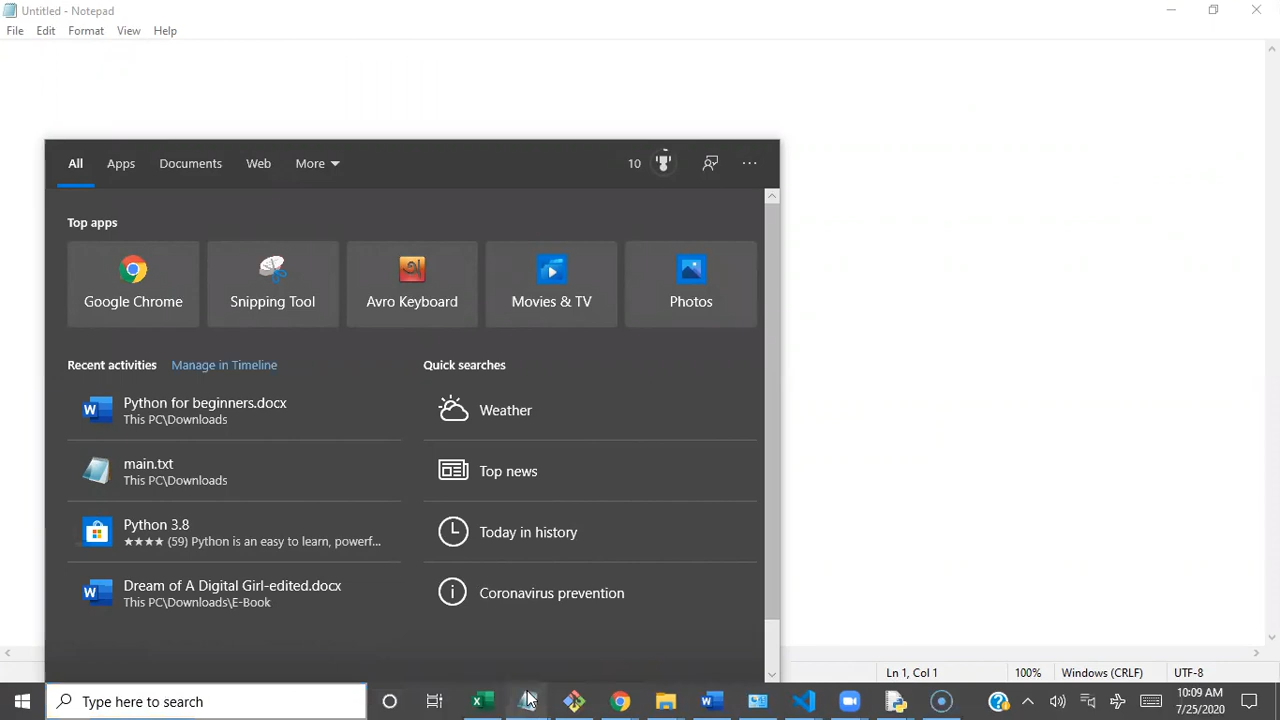 Untitled - Notepad
File Edit Format View Help
All Apps Documents Web More 10
Top apps
Google Chrome Snipping Tool Avro Keyboard Movies & TV Photos
Recent activities Manage in Timeline Quick searches
Python for beginners.docx
This PC\Downloads
Weather
main.txt
This PC\Downloads
Top news
Python 3.8
★★★★ (59) Python is an easy to learn, powerf...
Today in history
Dream of A Digital Girl-edited.docx
This PC\Downloads\E-Book
Coronavirus prevention
Ln 1, Col 1 100% Windows (CRLF) UTF-8
Type here to search
10:09 AM
7/25/2020